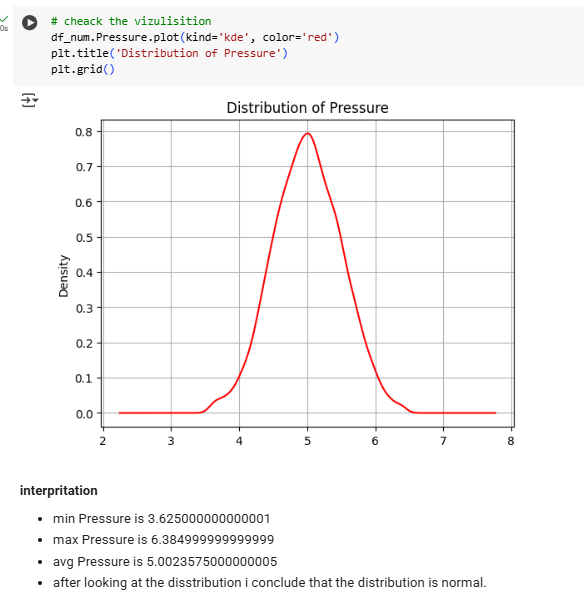 0s
# cheack the vizulisition
df_num.Pressure.plot(kind='kde', color='red')
plt.title('Distribution of Pressure')
plt.grid()
Distribution of Pressure
0.8
0.7
0.6
0.5
0.4
0.3
0.2
0.1
0.0
Density
2 3 4 5 6 7 8
interpritation
• min Pressure is 3.625000000000001
• max Pressure is 6.384999999999999
• avg Pressure is 5.0023575000000005
• after looking at the disstribution i conclude that the distribution is normal.